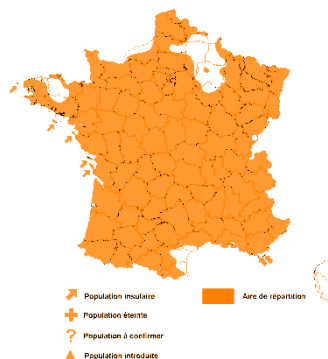 Population insulaire
Aire de répartition
Population éteinte
?
Population à confirmer
Population introduite